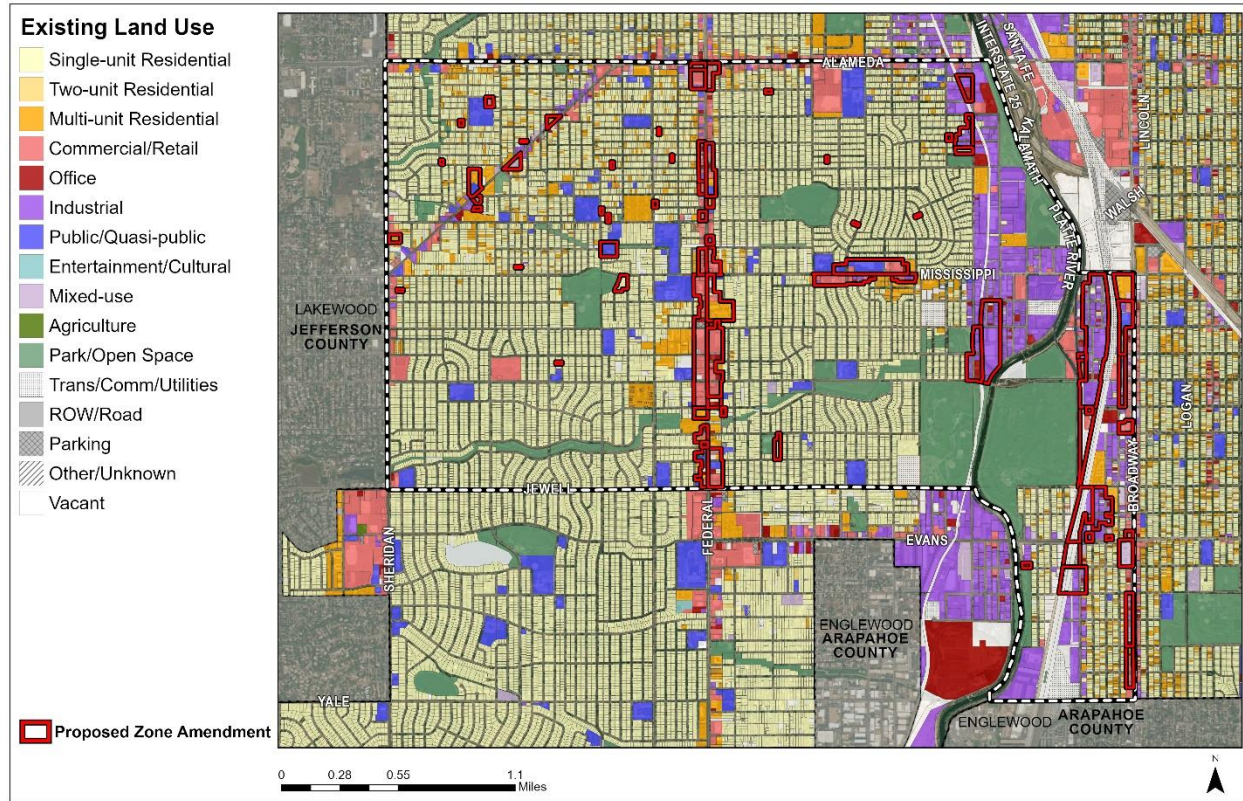 Existing Land Use
Single-unit Residential
Two-unit Residential
Multi-unit Residential
Commercial/Retail
Office
Industrial
Public/Quasi-public
Entertainment/Cultural
Mixed-use
Agriculture
Park/Open Space
Trans/Comm/Utilities
ROW/Road
Parking
Other/Unknown
Vacant
Proposed Zone Amendment
ALAMEDA
INTERSTATE 25
SANTA FE
KALAMATH
LINCOLN
WALSH
PLATTE RIVER
MISSISSIPPI
LAKEWOOD
JEFFERSON
COUNTY
LOGAN
BROADWAY
JEWELL
FEDERAL
EVANS
SHERIDAN
ENGLEWOOD
ARAPAHOE
COUNTY
YALE
ENGLEWOOD
ARAPAHOE
COUNTY
0 0.28 0.55 1.1
Miles
N